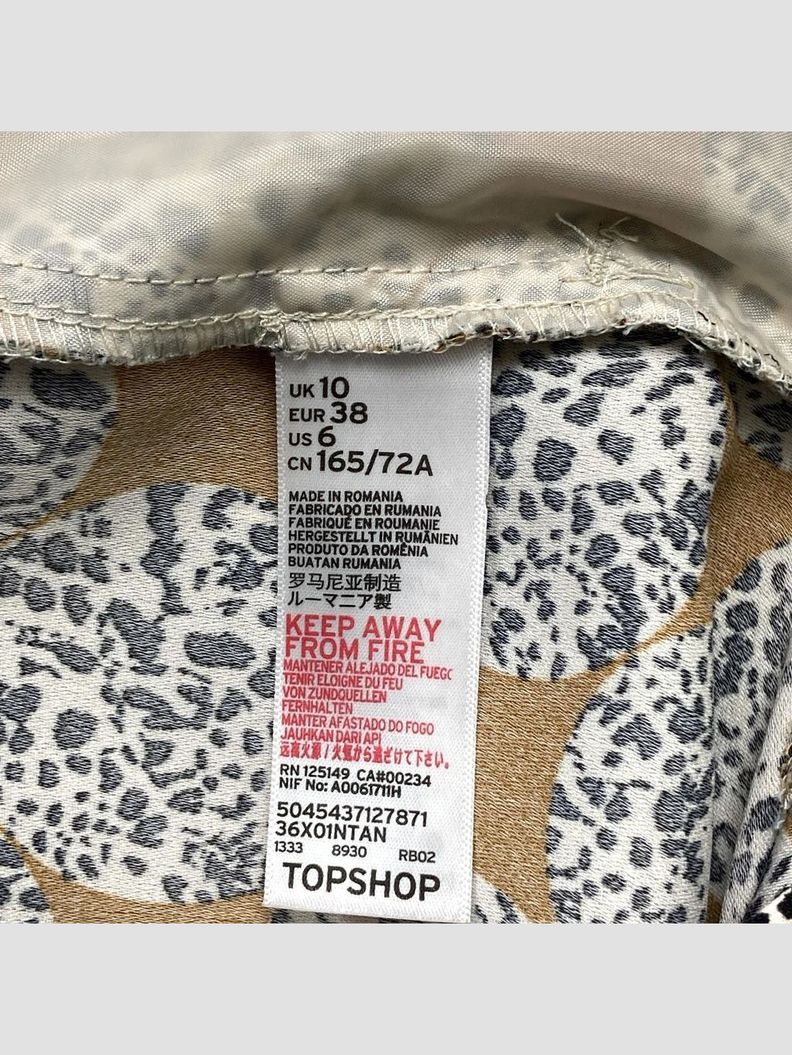 UK 10
EUR 38
US 6
CN 165/72A
MADE IN ROMANIA
FABRICADO EN RUMANIA
FABRIQUÉ EN ROUMANIE
HERGESTELLT IN RUMÄNIEN
PRODUTO DA ROMÊNIA
BUATAN RUMANIA
罗马尼亚制造
ルーマニア製
KEEP AWAY
FROM FIRE
MANTENER ALEJADO DEL FUEGO
TENIR ELOIGNE DU FEU
VON ZUNDQUELLEN
FERNHALTEN
MANTER AFASTADO DO FOGO
JAUHKAN DARI API
远离火源 / 火気から遠ざけて下さい。
RN 125149 CA#00234
NIF No: A0061711H
5045437127871
36X01NTAN
1333 8930 RB02
TOPSHOP